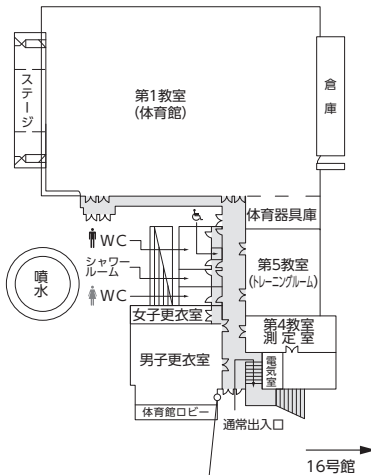 ステージ
第1教室
(体育館)
倉庫
体育器具庫
WC
シャワー
ルーム
WC
第5教室
(トレーニングルーム)
噴水
女子更衣室
第4教室
測定室
男子更衣室
電気室
体育館ロビー
通常出入口
16号館